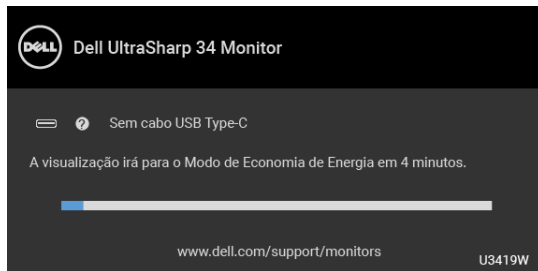 DELL
Dell UltraSharp 34 Monitor
? Sem cabo USB Type-C
A visualização irá para o Modo de Economia de Energia em 4 minutos.
www.dell.com/support/monitors
U3419W